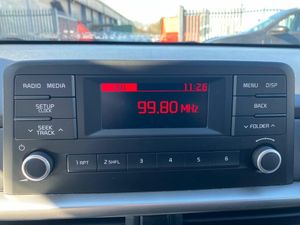 RADIO MEDIA
11:26
MENU DISP
99.80 MHz
SETUP
CLOCK
BACK
SEEK
TRACK
FOLDER
1 RPT 2 SHFL 3 4 5 6